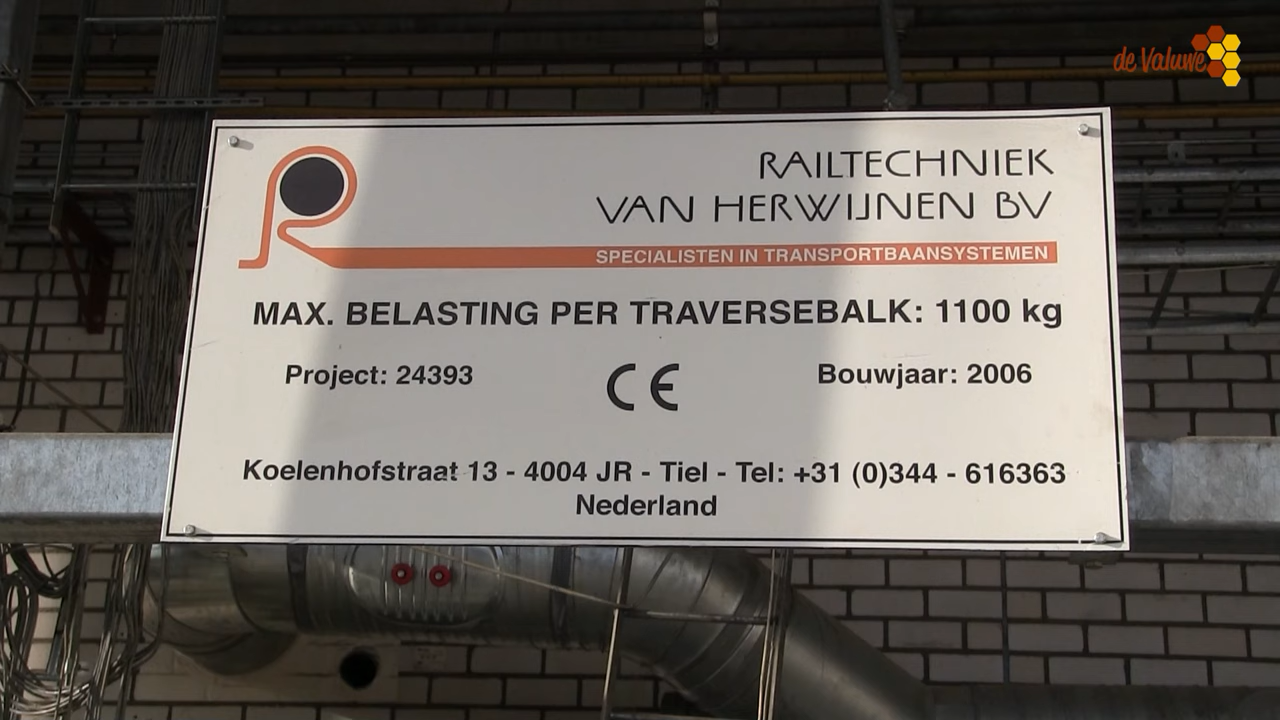 de Valuwe
RAILTECHNIEK
VAN HERWIJNEN BV
SPECIALISTEN IN TRANSPORTBAANSYSTEMEN
MAX. BELASTING PER TRAVERSEBALK: 1100 kg
Project: 24393
CE
Bouwjaar: 2006
Koelenhofstraat 13 - 4004 JR - Tiel - Tel: +31 (0)344 - 616363
Nederland